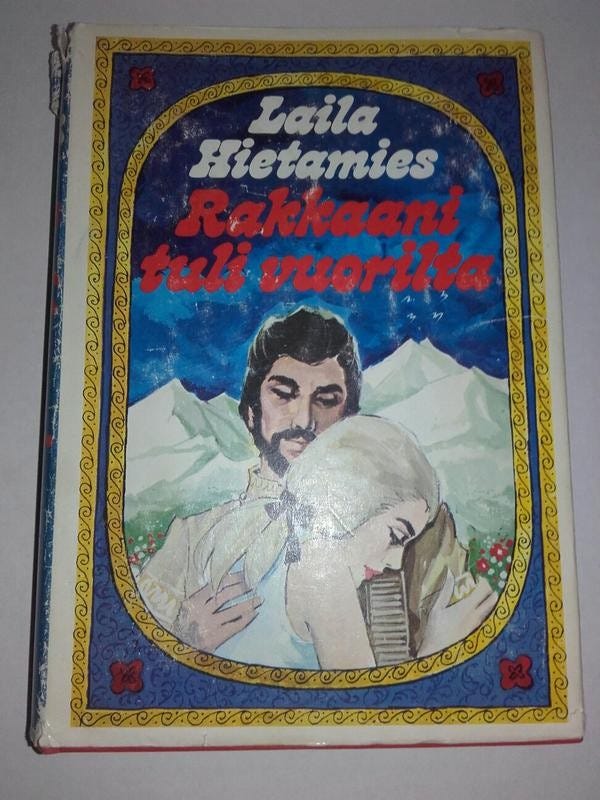 Laila
Hietamies
Rakkaani
tuli vuorilta